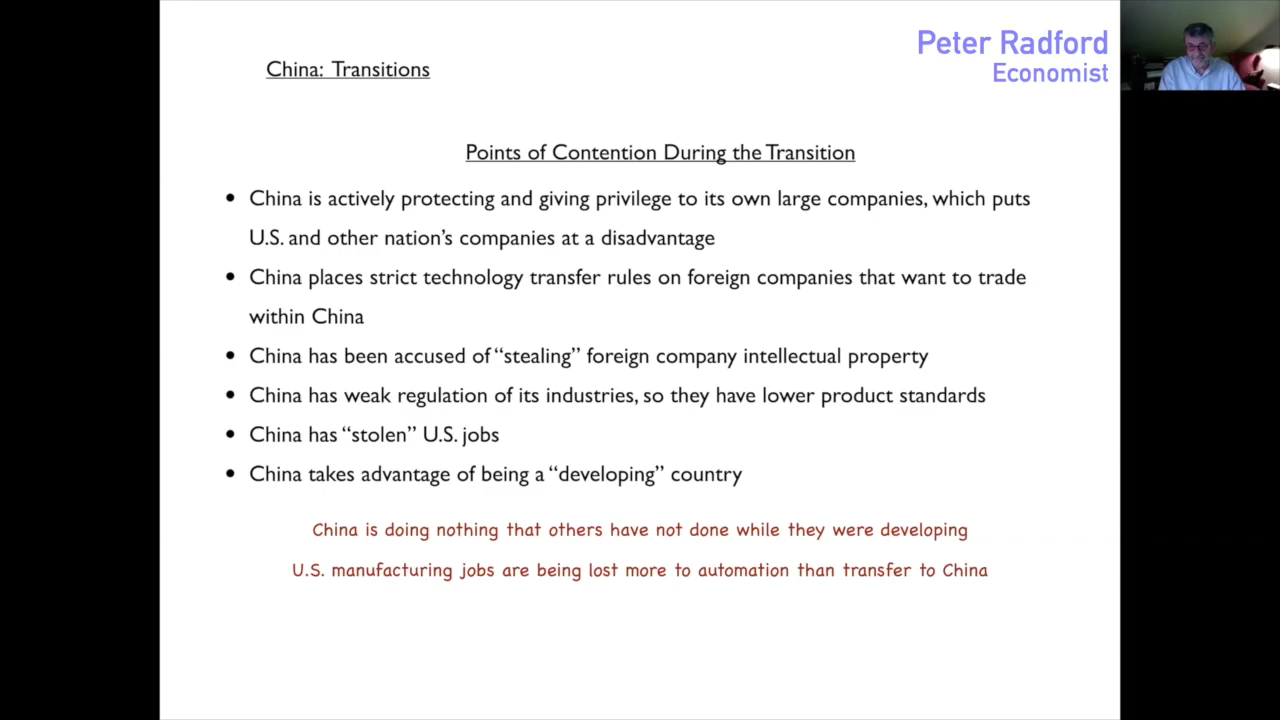 Peter Radford
Economist
China: Transitions
Points of Contention During the Transition
• China is actively protecting and giving privilege to its own large companies, which puts
U.S. and other nation's companies at a disadvantage
• China places strict technology transfer rules on foreign companies that want to trade
within China
• China has been accused of “stealing” foreign company intellectual property
• China has weak regulation of its industries, so they have lower product standards
• China has “stolen” U.S. jobs
• China takes advantage of being a “developing” country
China is doing nothing that others have not done while they were developing
U.S. manufacturing jobs are being lost more to automation than transfer to China